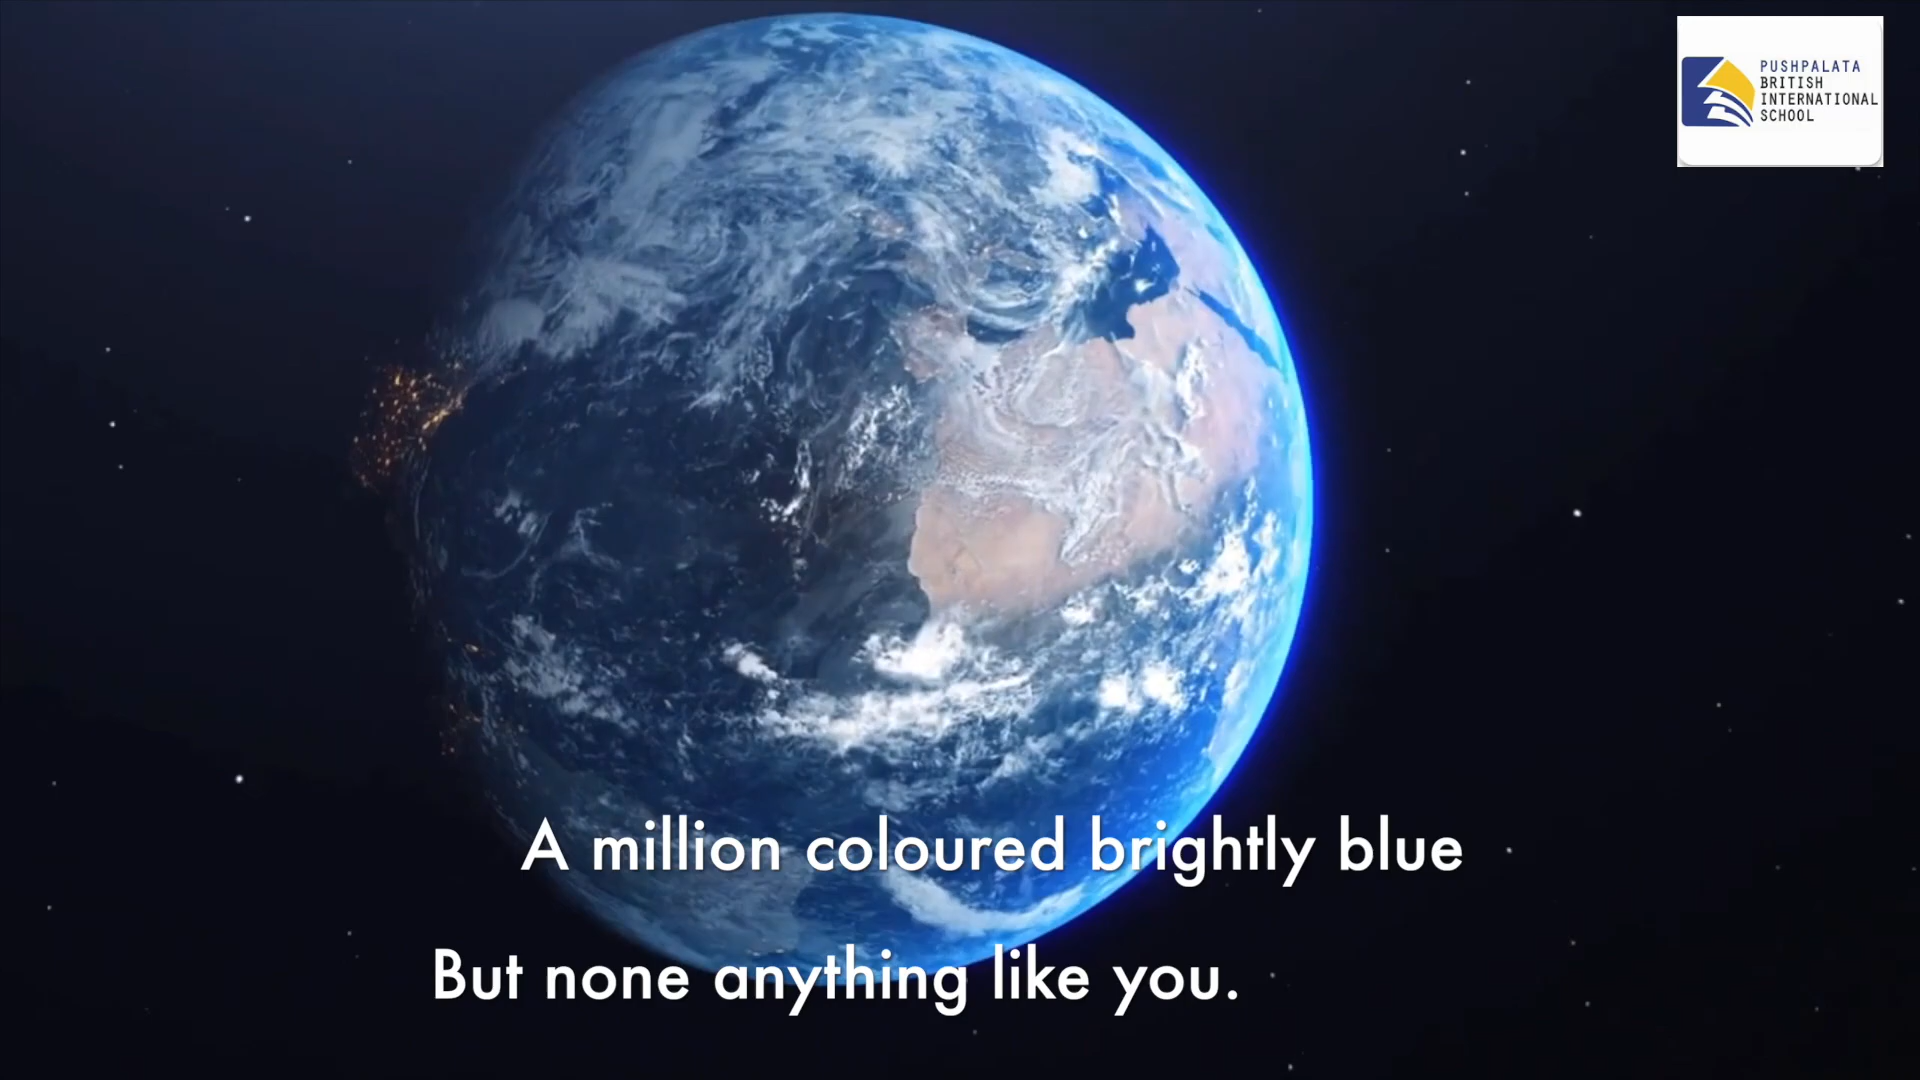 PUSHPALATA
BRITISH
INTERNATIONAL
SCHOOL
A million coloured brightly blue
But none anything like you.